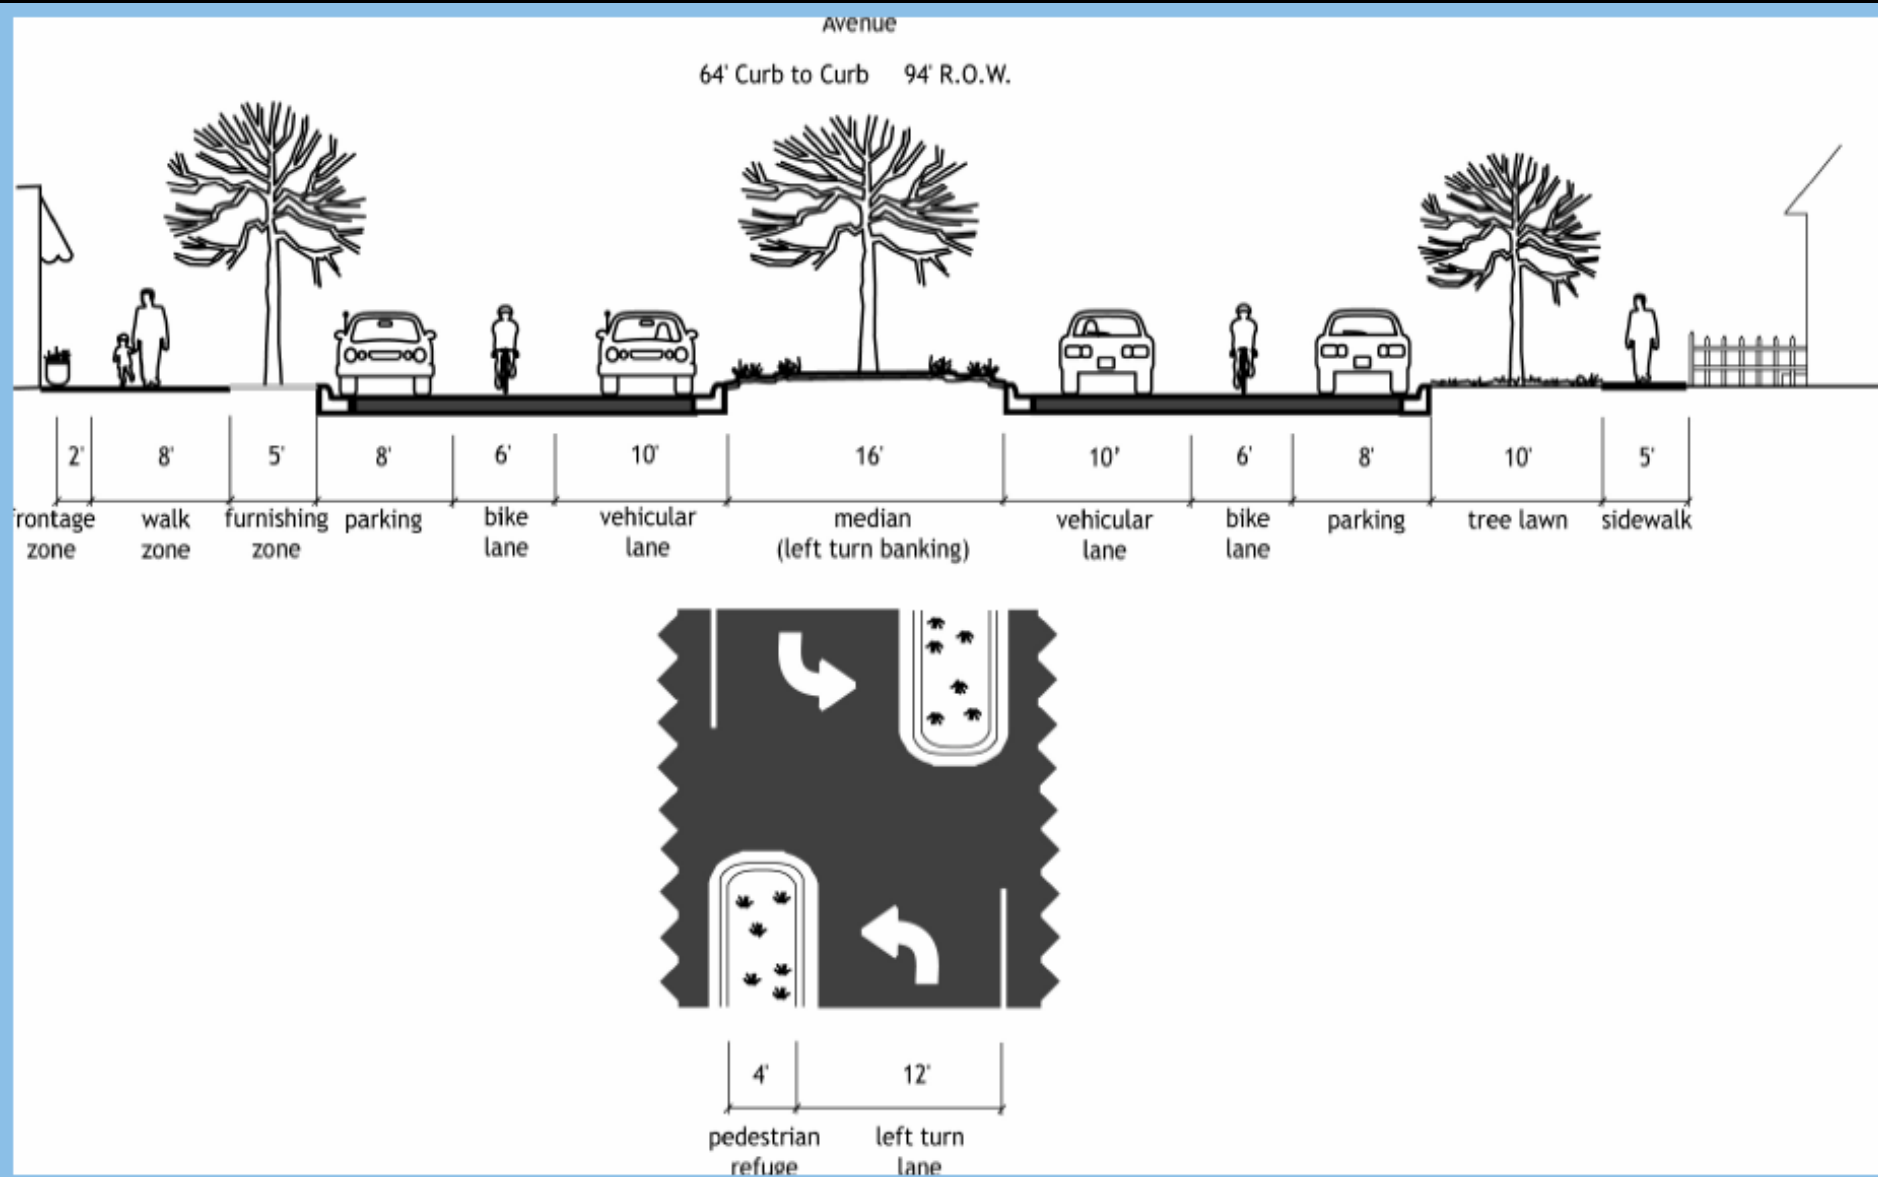 Avenue
64' Curb to Curb 94' R.O.W.
2' 8' 5' 8' 6' 10' 16' 10' 6' 8' 10' 5'
rontage walk furnishing parking bike vehicular median vehicular bike parking tree lawn sidewalk
zone zone zone lane lane (left turn banking) lane lane
4' 12'
pedestrian left turn
refuge lane